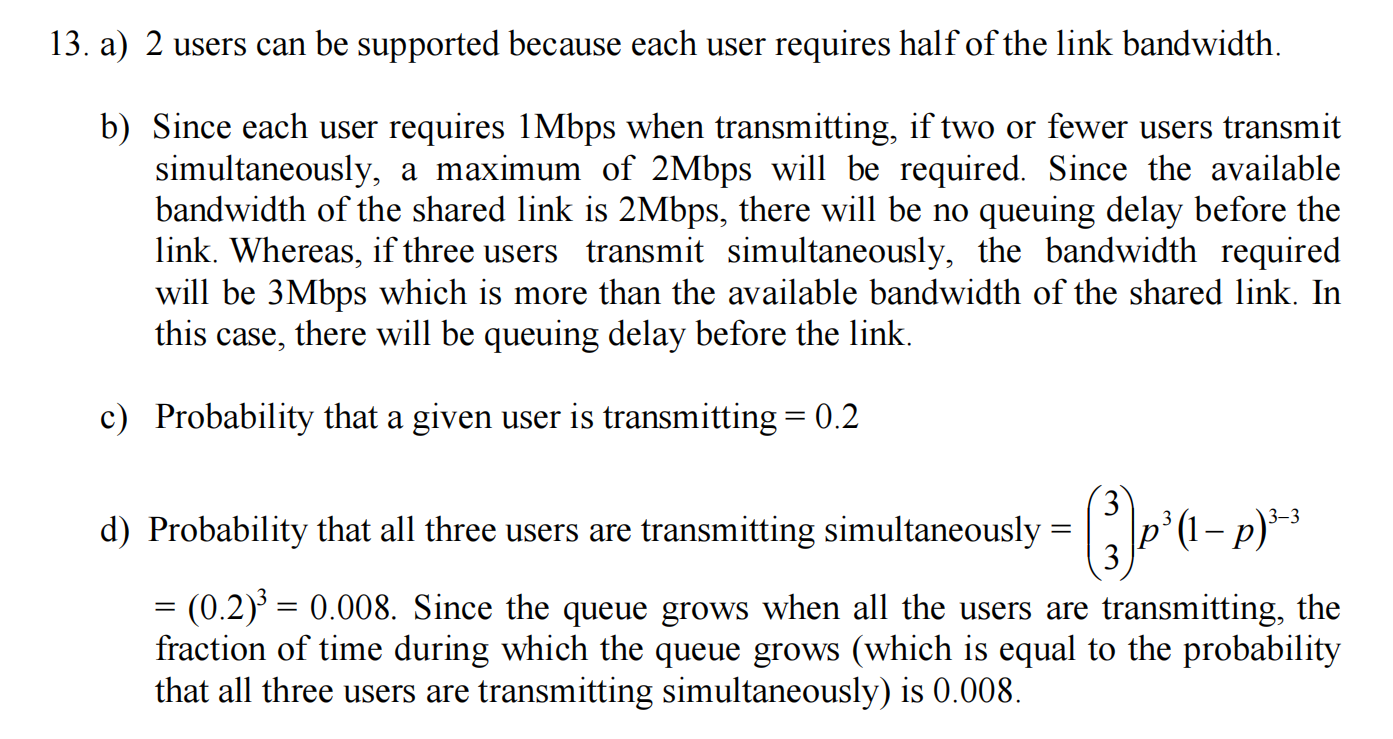 13. a) 2 users can be supported because each user requires half of the link bandwidth.
b) Since each user requires 1Mbps when transmitting, if two or fewer users transmit
simultaneously, a maximum of 2Mbps will be required. Since the available
bandwidth of the shared link is 2Mbps, there will be no queuing delay before the
link. Whereas, if three users transmit simultaneously, the bandwidth required
will be 3Mbps which is more than the available bandwidth of the shared link. In
this case, there will be queuing delay before the link.
c) Probability that a given user is transmitting = 0.2
d) Probability that all three users are transmitting simultaneously = $\binom{3}{3} p^3 (1-p)^{3-3}$
= (0.2)³ = 0.008. Since the queue grows when all the users are transmitting, the
fraction of time during which the queue grows (which is equal to the probability
that all three users are transmitting simultaneously) is 0.008.